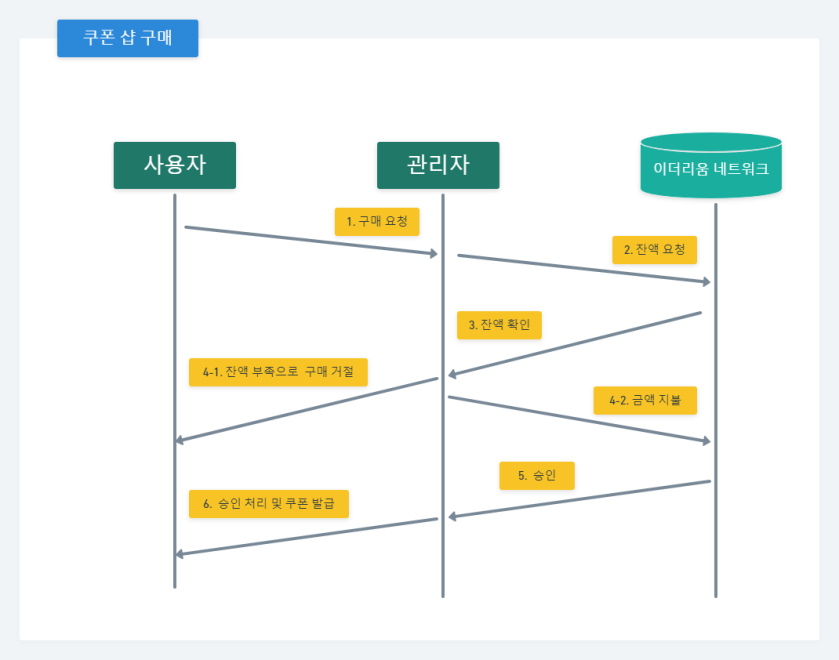 쿠폰 샵 구매
사용자
관리자
이더리움 네트워크
1. 구매 요청
2. 잔액 요청
3. 잔액 확인
4-1. 잔액 부족으로 구매 거절
4-2. 금액 지불
5. 승인
6. 승인 처리 및 쿠폰 발급